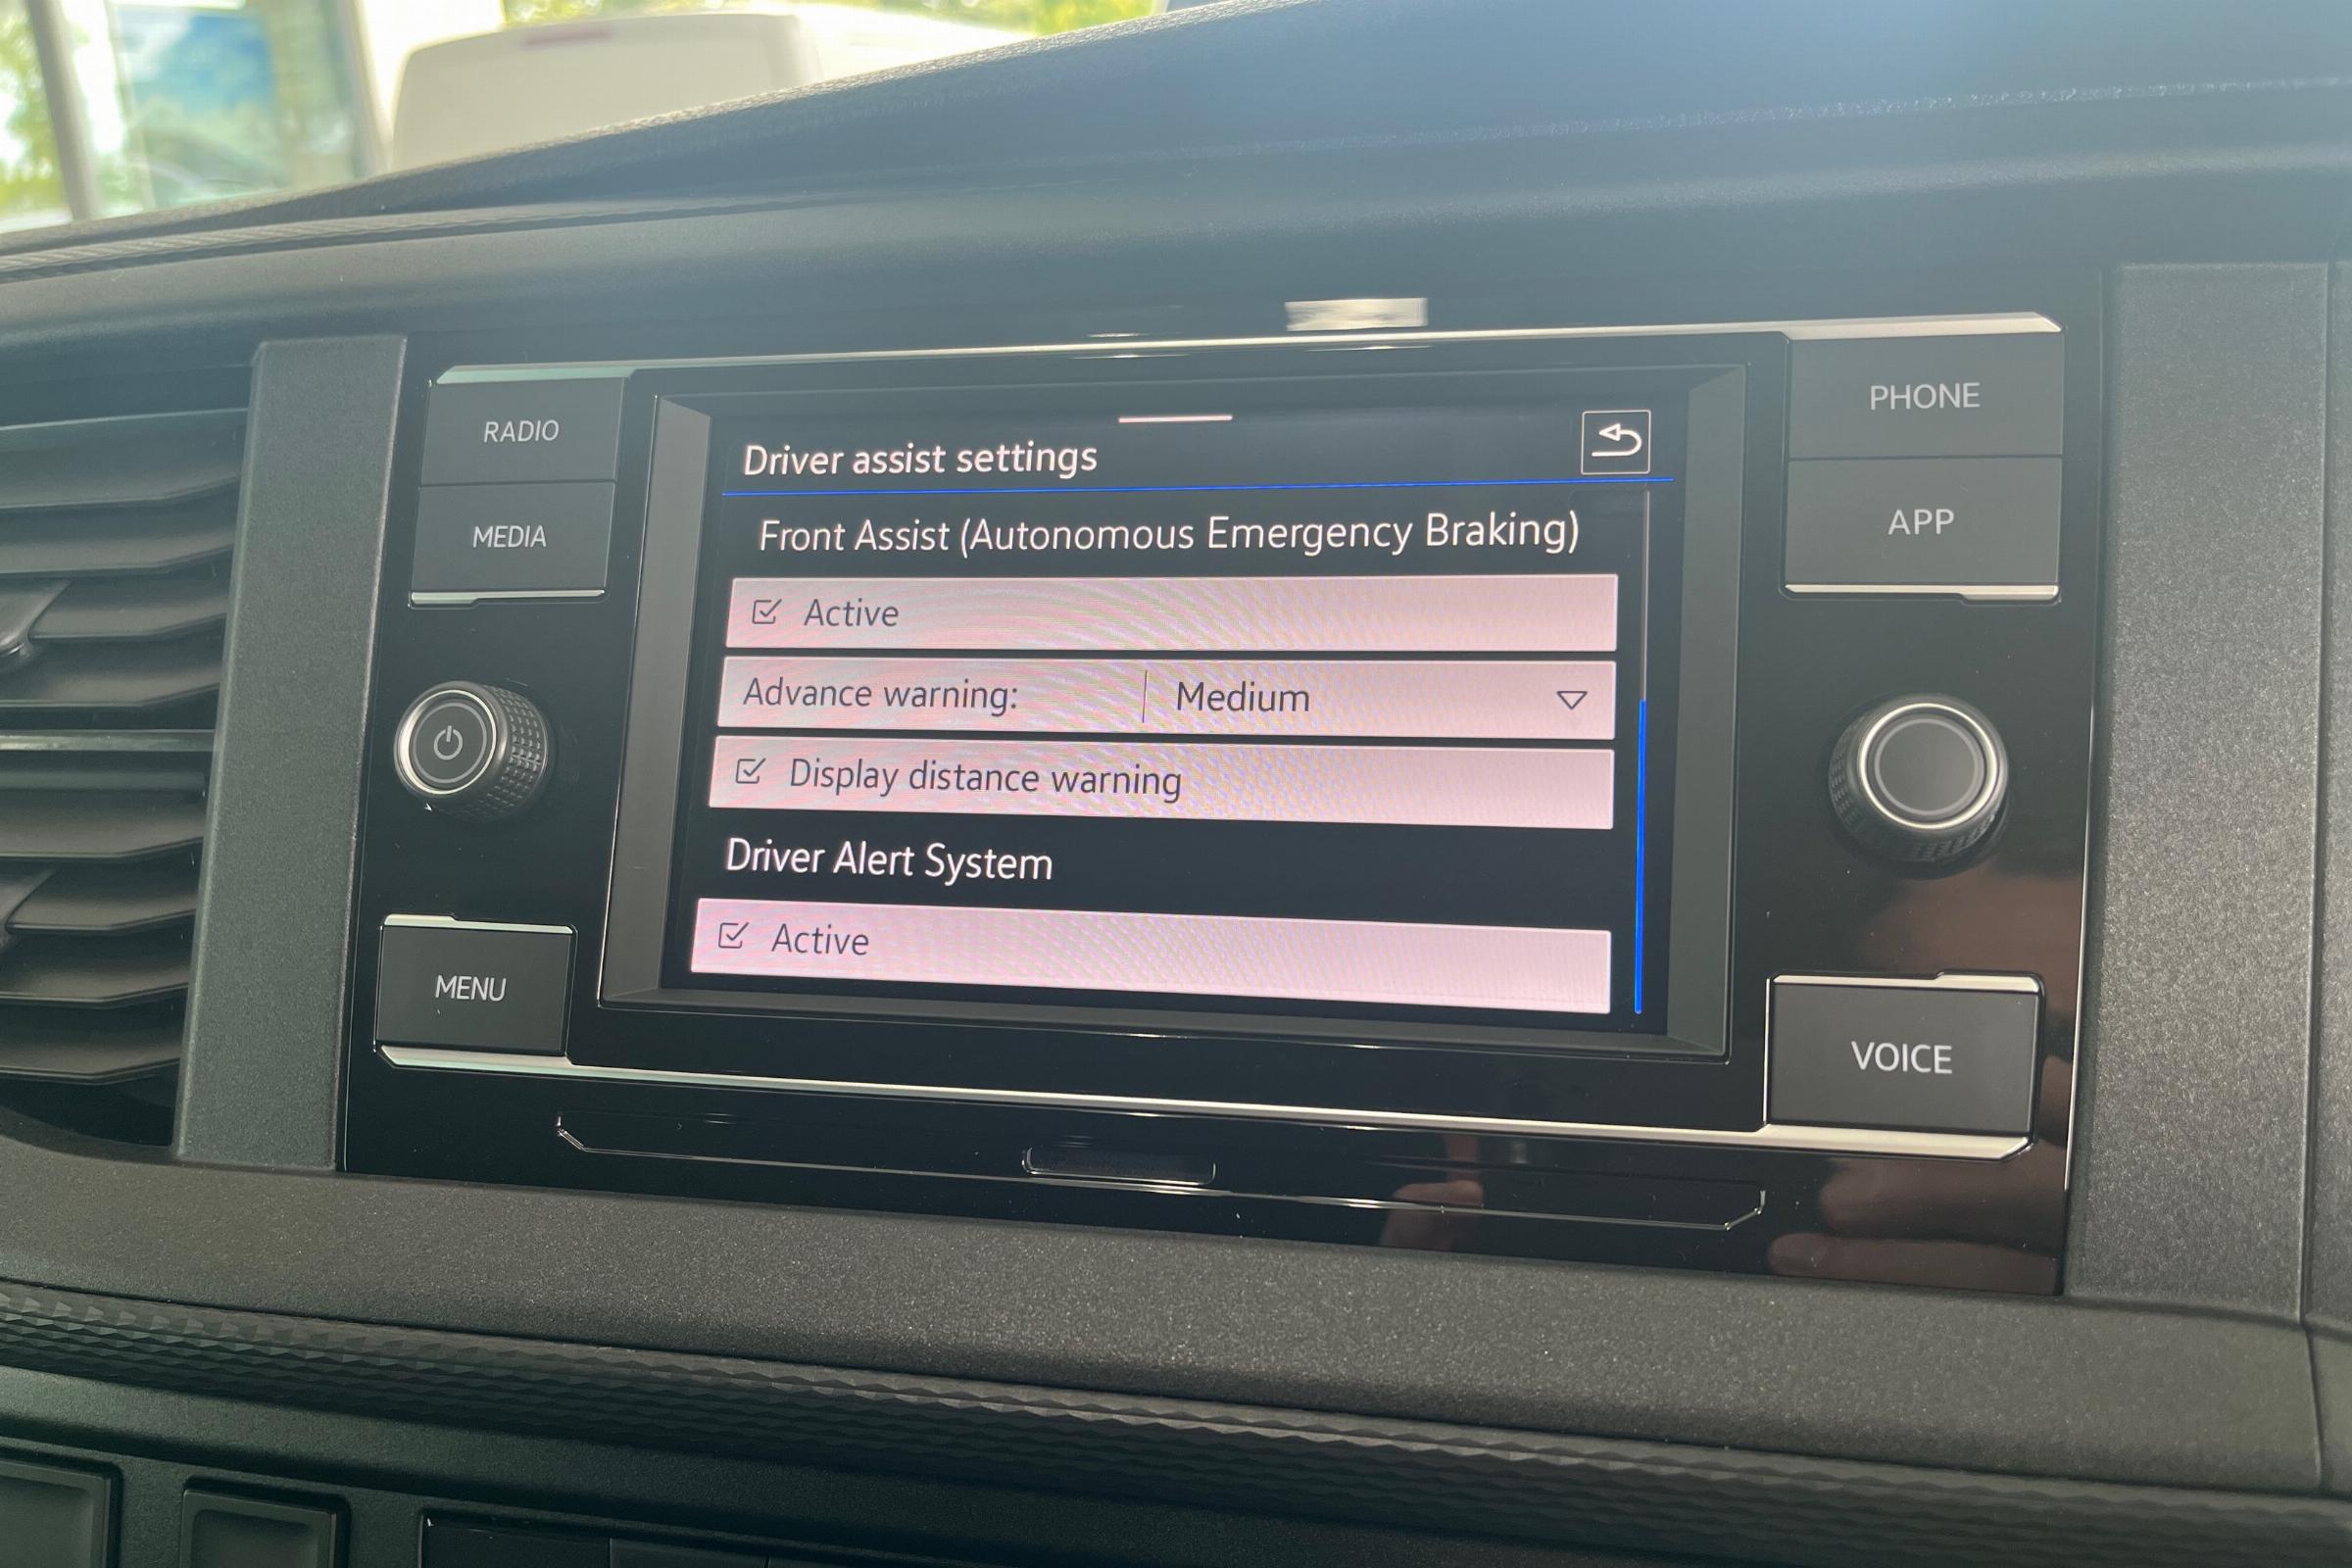 RADIO
MEDIA
MENU
Driver assist settings
Front Assist (Autonomous Emergency Braking)
Active
Advance warning: Medium
Display distance warning
Driver Alert System
Active
PHONE
APP
VOICE